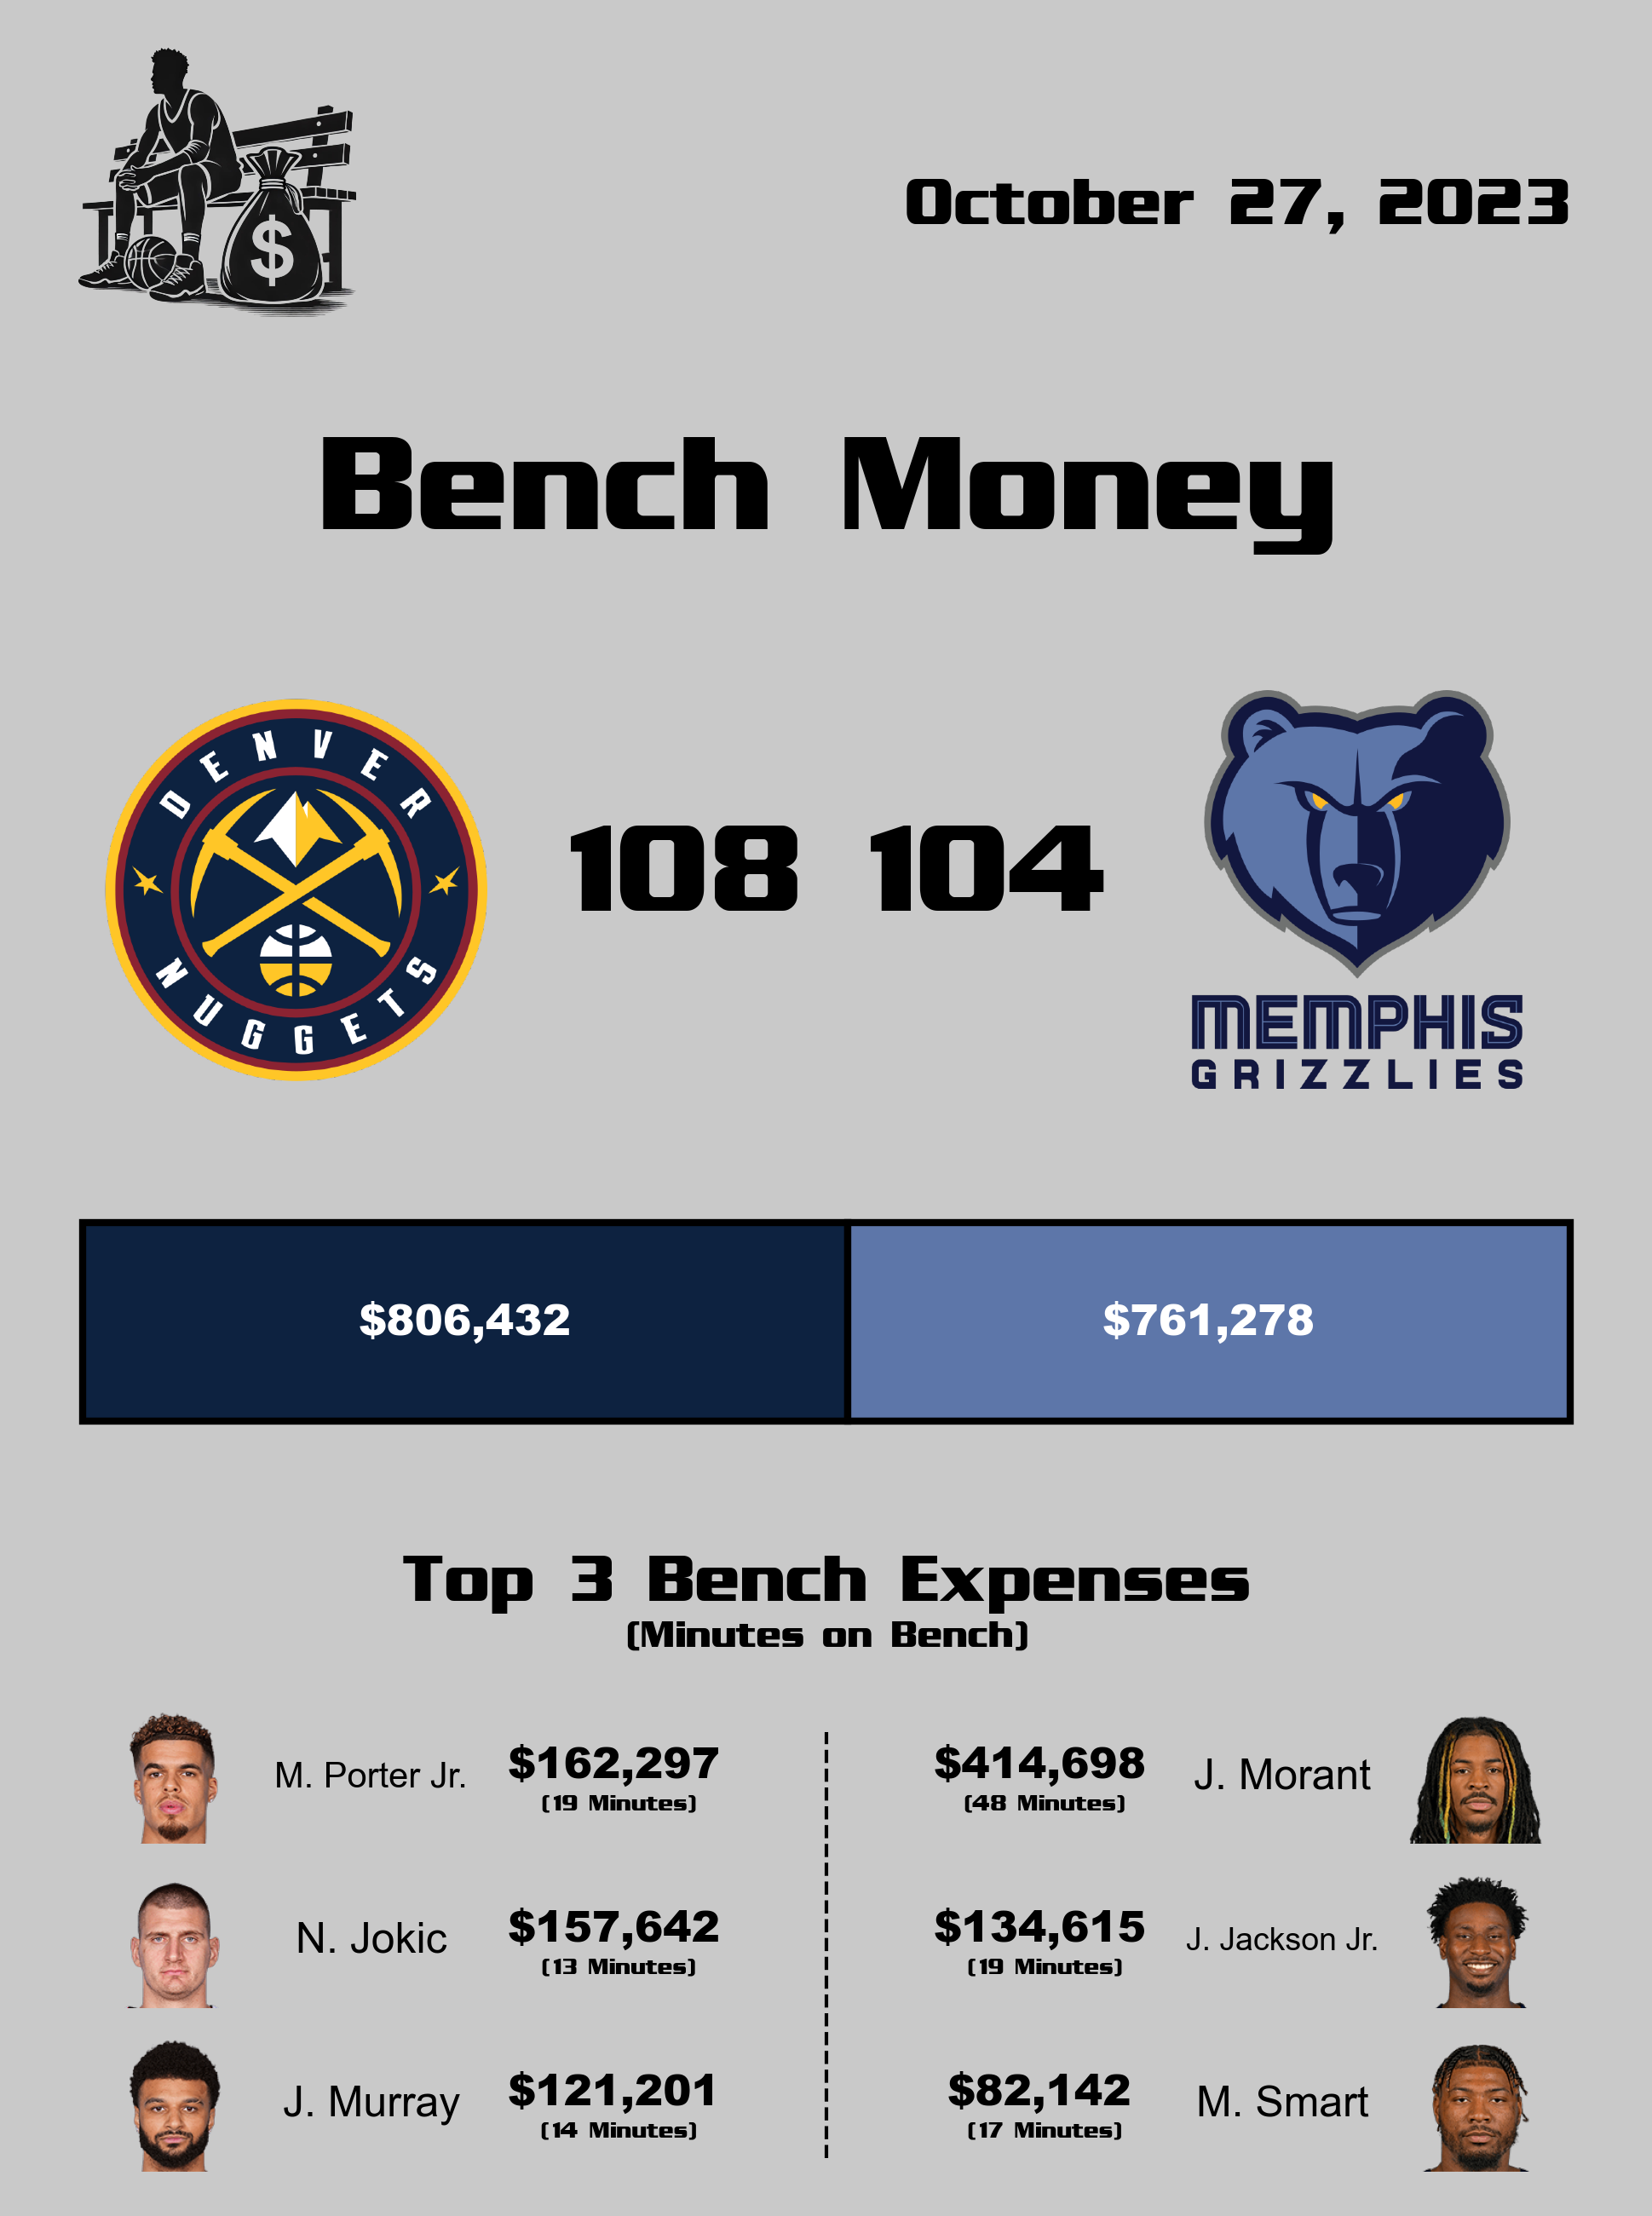 $
October 27, 2023
Bench Money
DENVER
NUGGETS
108 104
MEMPHIS
GRIZZLIES
$806,432 $761,278
Top 3 Bench Expenses
(Minutes on Bench)
M. Porter Jr. $162,297
(19 Minutes)
$414,698 J. Morant
(48 Minutes)
N. Jokic $157,642
(13 Minutes)
$134,615 J. Jackson Jr.
(19 Minutes)
J. Murray $121,201
(14 Minutes)
$82,142 M. Smart
(17 Minutes)